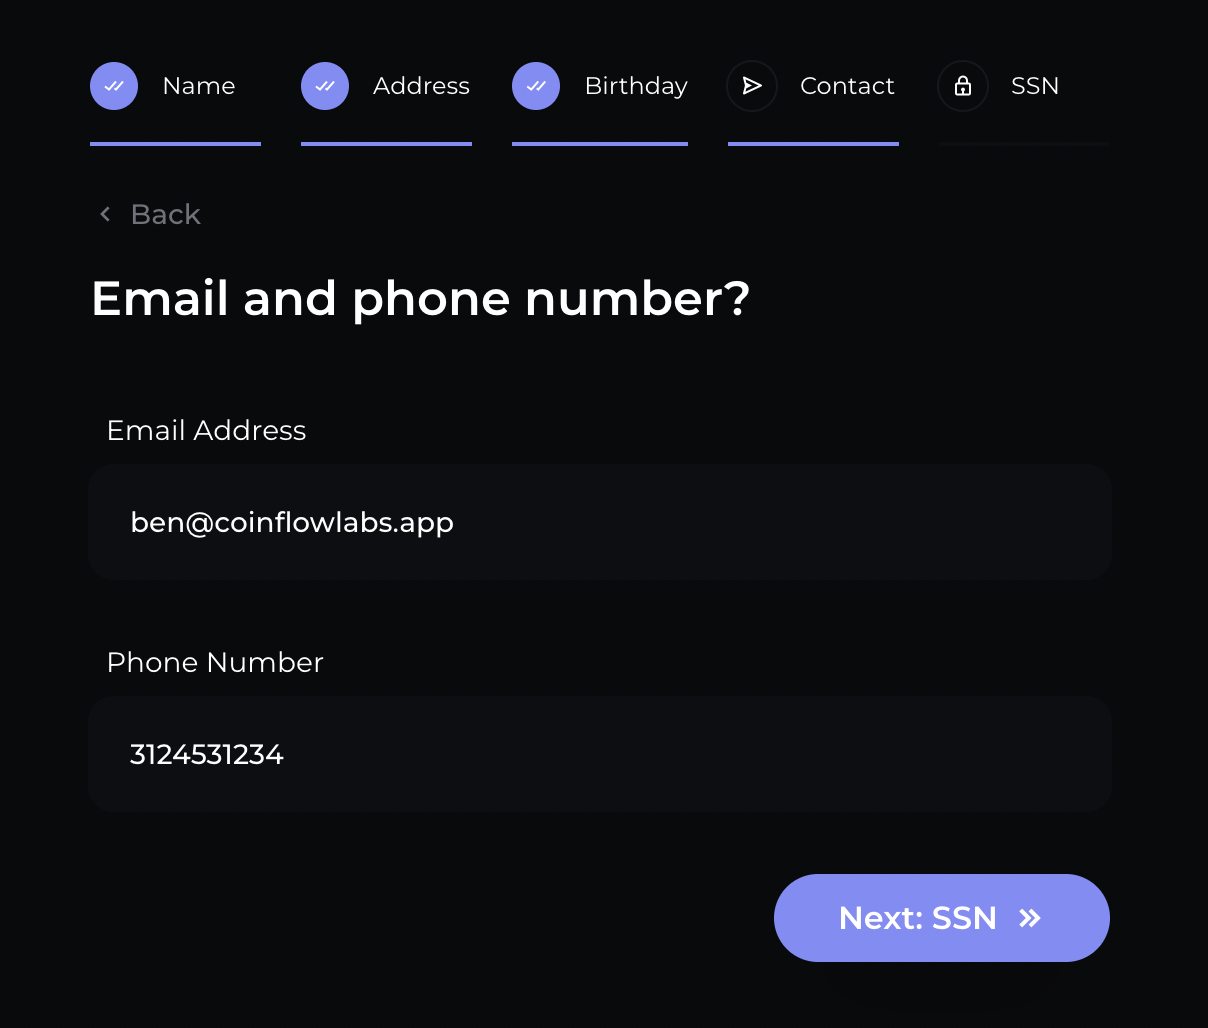 Name Address Birthday Contact SSN
Back
Email and phone number?
Email Address
ben@coinflowlabs.app
Phone Number
3124531234
Next: SSN